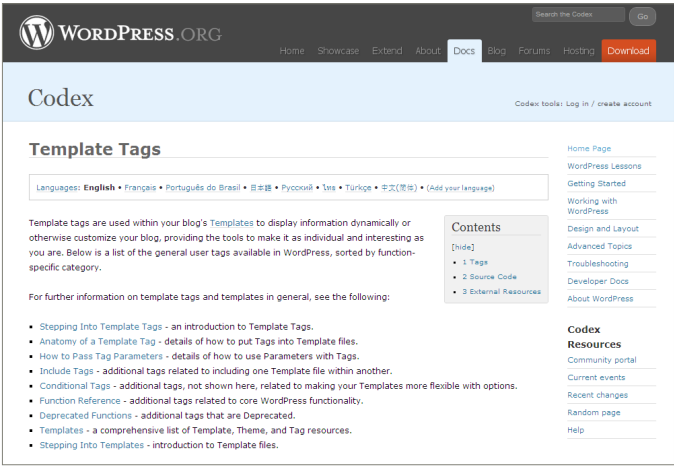 Search the Codex
Go
WORDPRESS.ORG
Home Showcase Extend About Docs Blog Forums Hosting Download
Codex
Codex tools: Log in / create account
Template Tags
Languages: English • Français • Português do Brasil • 日本語 • Русский • ไทย • Türkçe • 中文(简体) • (Add your language)
Template tags are used within your blog's Templates to display information dynamically or
otherwise customize your blog, providing the tools to make it as individual and interesting as
you are. Below is a list of the general user tags available in WordPress, sorted by function-
specific category.
Contents
[hide]
• 1 Tags
• 2 Source Code
• 3 External Resources
For further information on template tags and templates in general, see the following:
▪ Stepping Into Template Tags - an introduction to Template Tags.
▪ Anatomy of a Template Tag - details of how to put Tags into Template files.
▪ How to Pass Tag Parameters - details of how to use Parameters with Tags.
▪ Include Tags - additional tags related to including one Template file within another.
▪ Conditional Tags - additional tags, not shown here, related to making your Templates more flexible with options.
▪ Function Reference - additional tags related to core WordPress functionality.
▪ Deprecated Functions - additional tags that are Deprecated.
▪ Templates - a comprehensive list of Template, Theme, and Tag resources.
▪ Stepping Into Templates - introduction to Template files.
Home Page
WordPress Lessons
Getting Started
Working with
WordPress
Design and Layout
Advanced Topics
Troubleshooting
Developer Docs
About WordPress
Codex
Resources
Community portal
Current events
Recent changes
Random page
Help